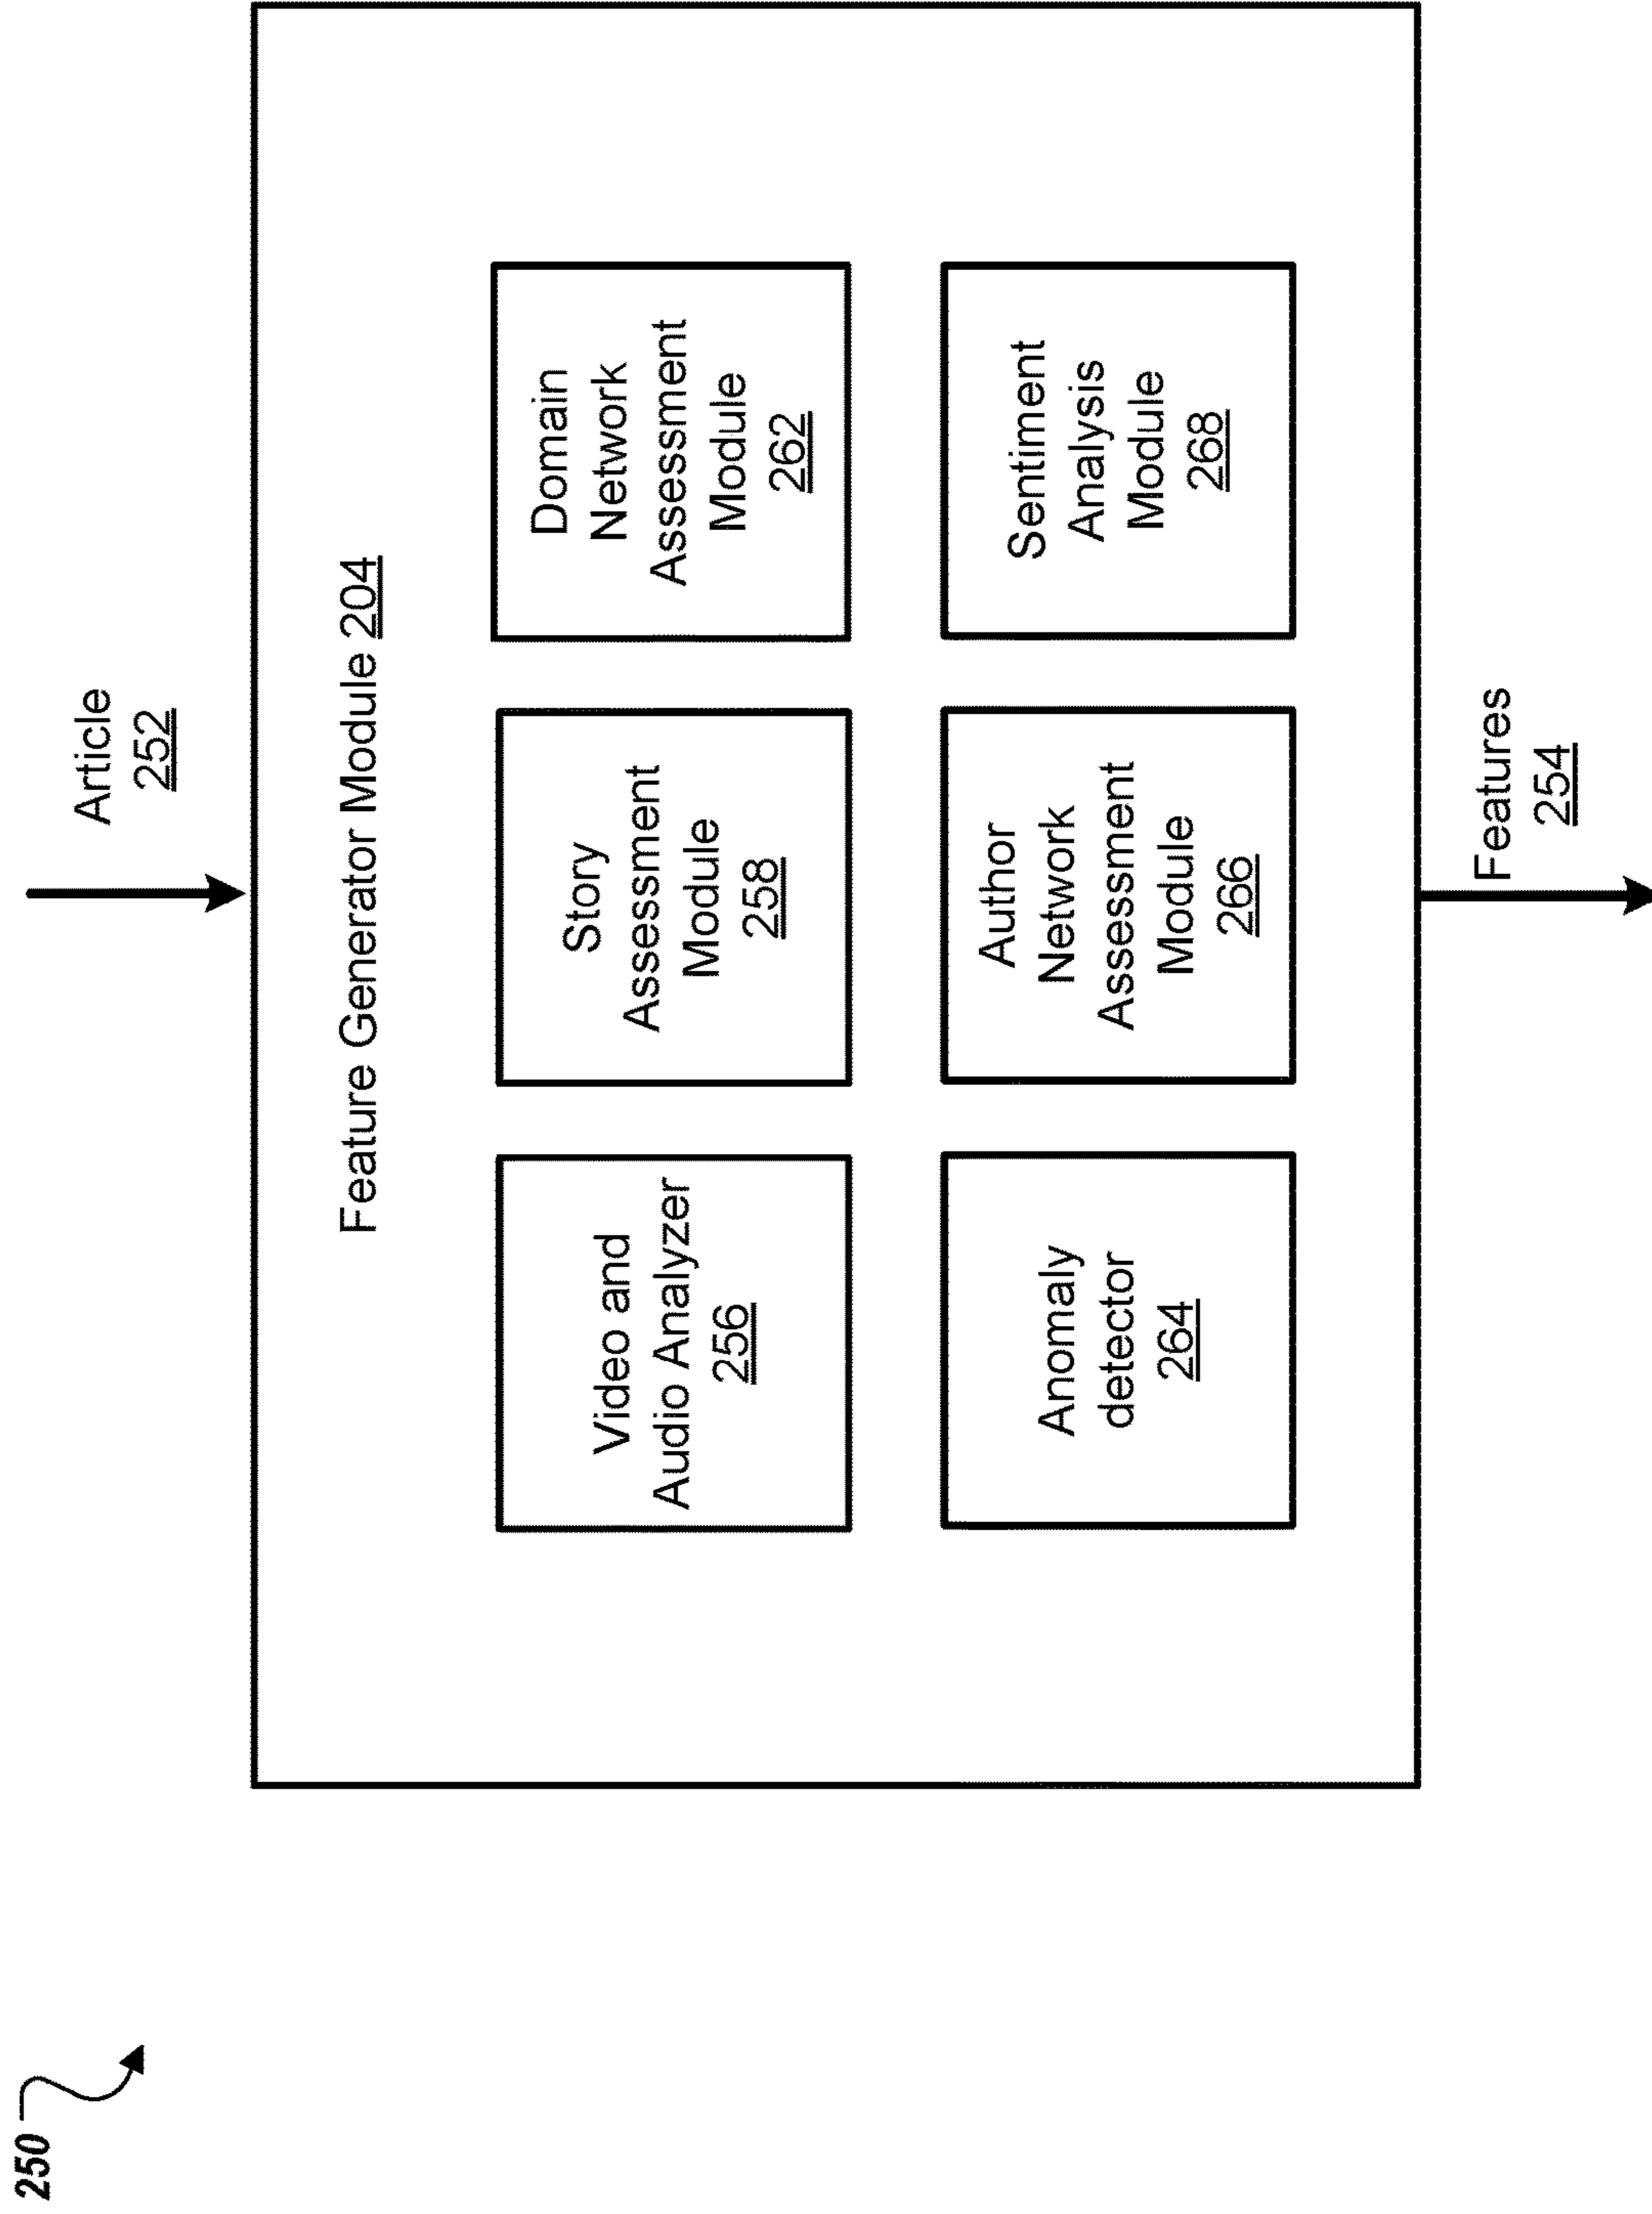 250
Article
252
Feature Generator Module 204
Video and
Audio Analyzer
256
Story
Assessment
Module
258
Domain
Network
Assessment
Module
262
Anomaly
detector
264
Author
Network
Assessment
Module
266
Sentiment
Analysis
Module
268
Features
254